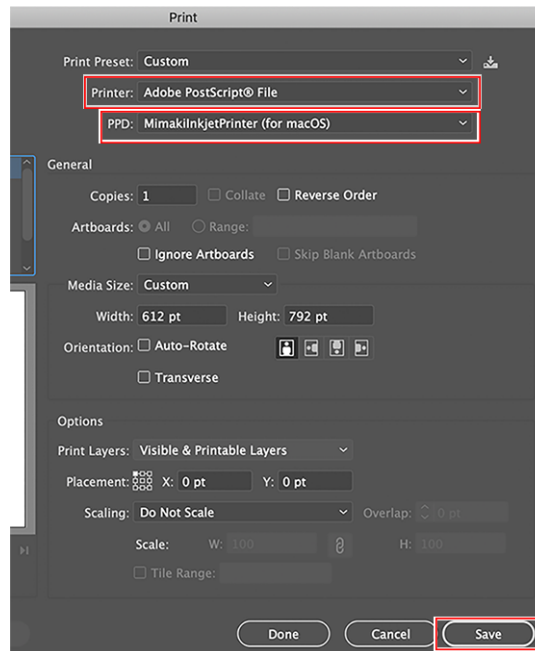 Print
Print Preset: Custom
Printer: Adobe PostScript® File
PPD: MimakiInkjetPrinter (for macOS)
General
Copies: 1 Collate Reverse Order
Artboards: All Range:
Ignore Artboards Skip Blank Artboards
Media Size: Custom
Width: 612 pt Height: 792 pt
Orientation: Auto-Rotate
Transverse
Options
Print Layers: Visible & Printable Layers
Placement: X: 0 pt Y: 0 pt
Scaling: Do Not Scale Overlap: 0 pt
Scale: W: 100 H: 100
Tile Range:
Done Cancel Save